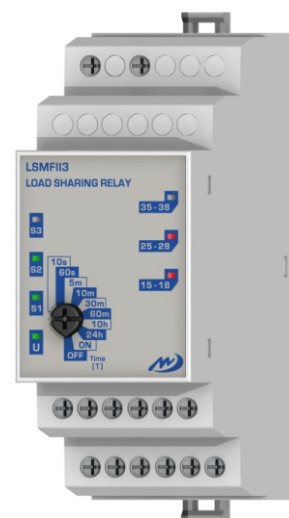 LSMFII3
LOAD SHARING RELAY
35-38
S3
25-28
S2
10s
60s
5m
10m
15-18
S1
30m
60m
10h
24h
U
ON
OFF
Time
(T)